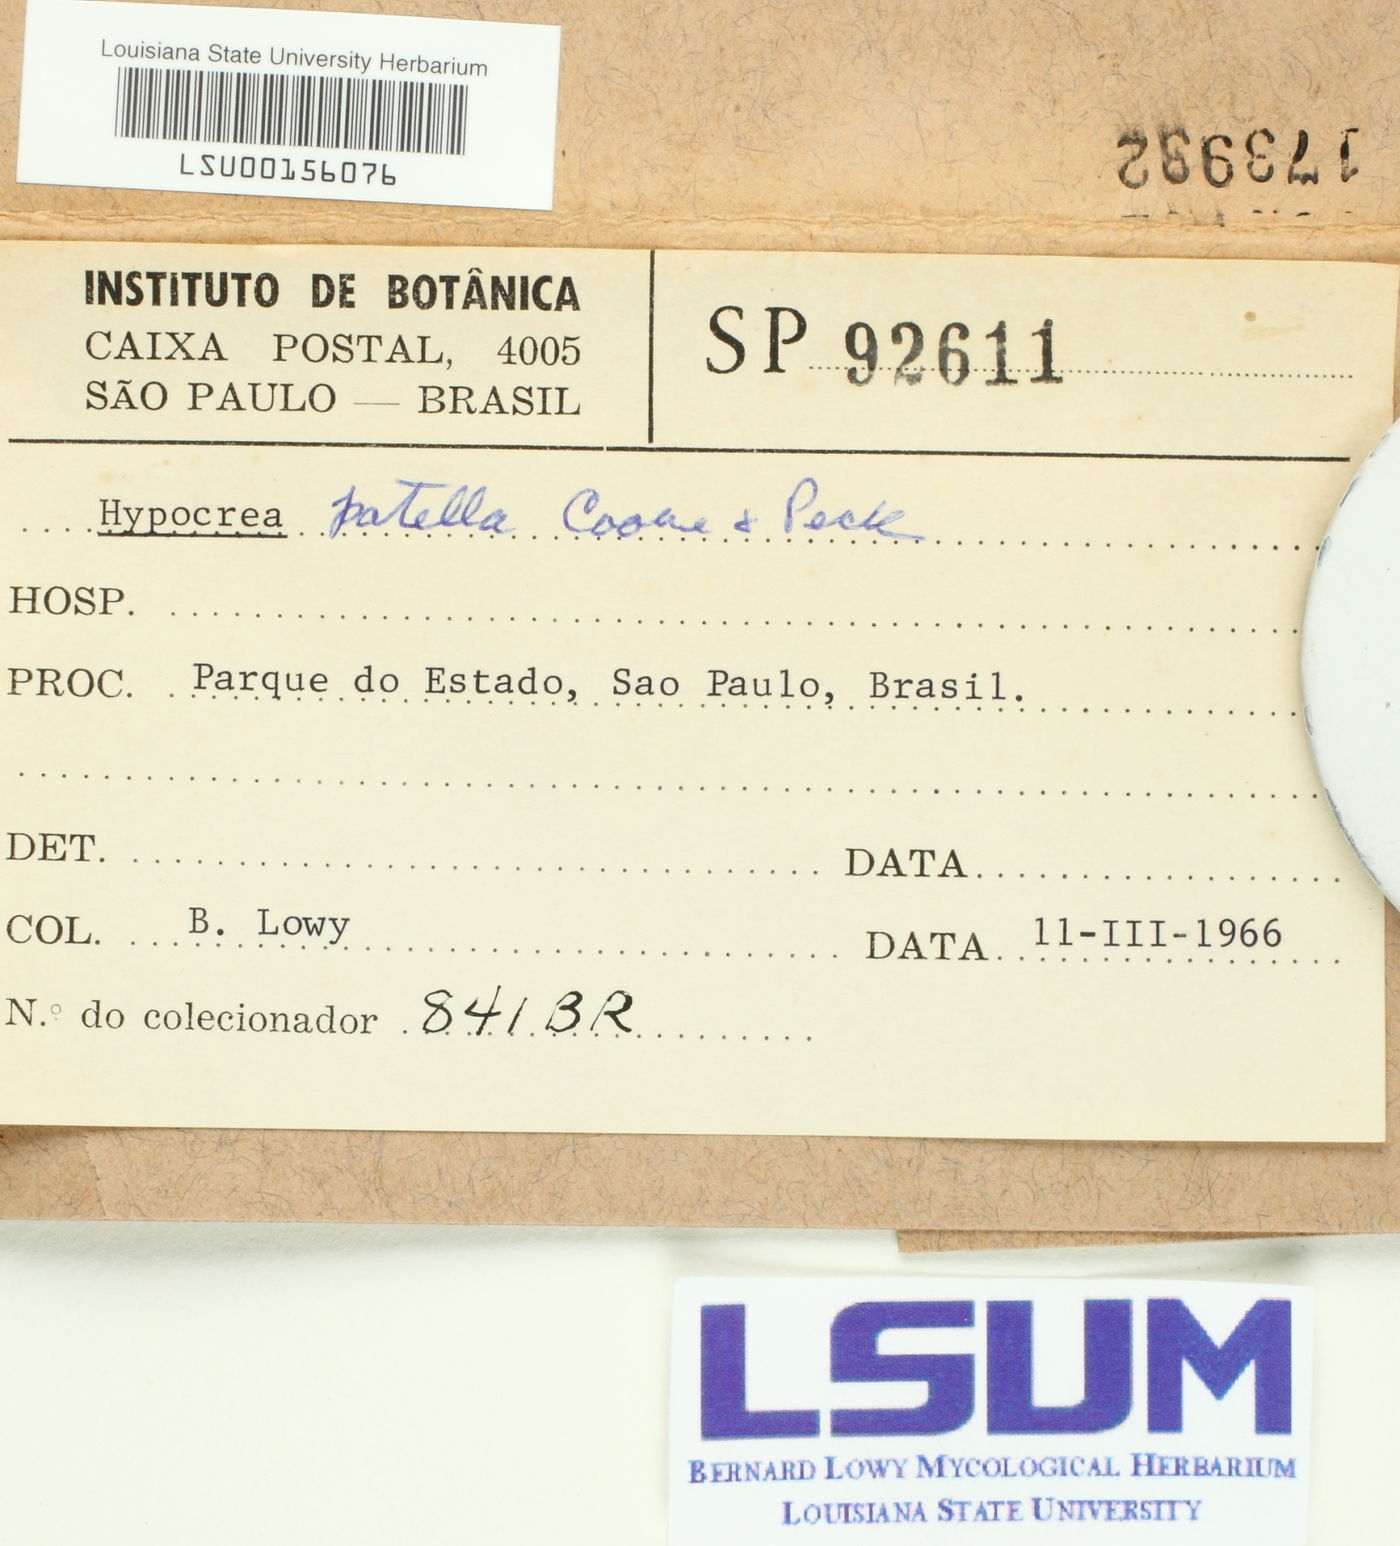 Louisiana State University Herbarium
LSU00156076
173992
INSTITUTO DE BOTÂNICA
CAIXA POSTAL, 4005
SÃO PAULO — BRASIL
SP 92611
Hypocrea patella Cooke & Peck
HOSP.
PROC. Parque do Estado, Sao Paulo, Brasil.
DET. DATA
COL. B. Lowy DATA 11-III-1966
N.º do colecionador 841BR
LSUM
BERNARD LOWY MYCOLOGICAL HERBARIUM
LOUISIANA STATE UNIVERSITY